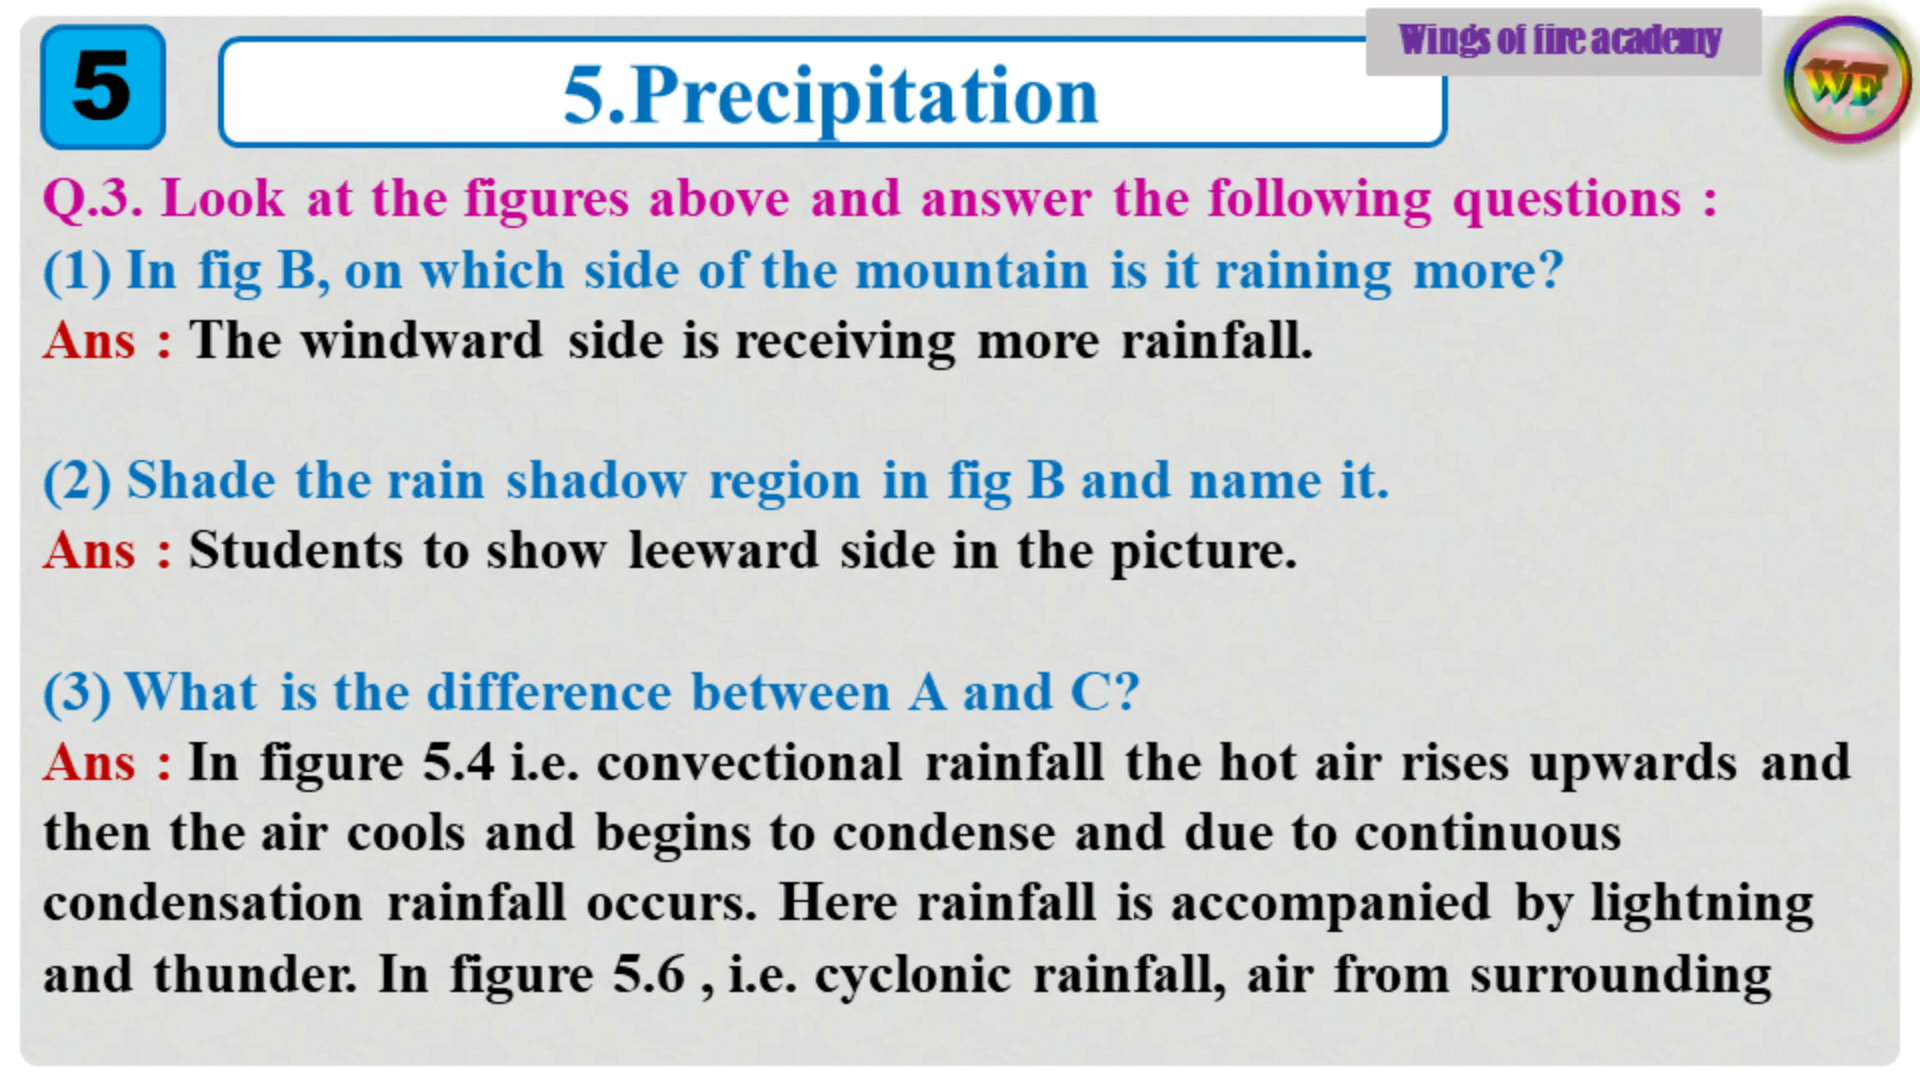 5
5.Precipitation
Wings of fire academy
WF
Q.3. Look at the figures above and answer the following questions :
(1) In fig B, on which side of the mountain is it raining more?
Ans : The windward side is receiving more rainfall.
(2) Shade the rain shadow region in fig B and name it.
Ans : Students to show leeward side in the picture.
(3) What is the difference between A and C?
Ans : In figure 5.4 i.e. convectional rainfall the hot air rises upwards and
then the air cools and begins to condense and due to continuous
condensation rainfall occurs. Here rainfall is accompanied by lightning
and thunder. In figure 5.6 , i.e. cyclonic rainfall, air from surrounding